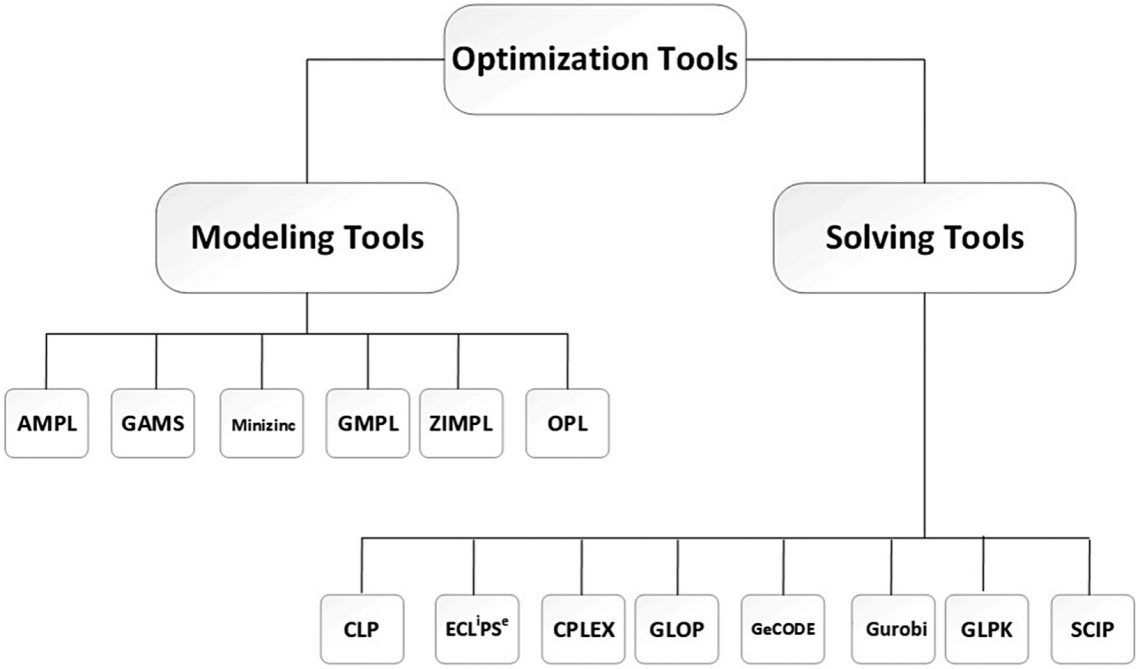 Optimization Tools
Modeling Tools
Solving Tools
AMPL
GAMS
Minizinc
GMPL
ZIMPL
OPL
CLP
ECLiPSe
CPLEX
GLOP
GeCODE
Gurobi
GLPK
SCIP